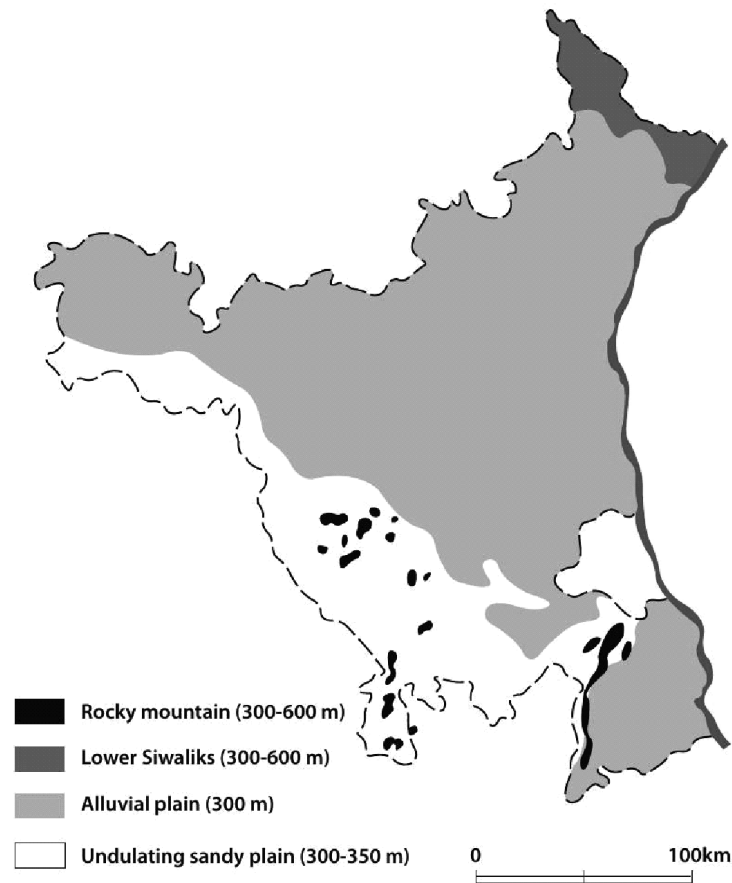 Rocky mountain (300-600 m)
Lower Siwaliks (300-600 m)
Alluvial plain (300 m)
Undulating sandy plain (300-350 m)
0 100km